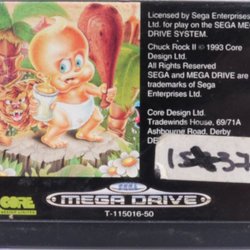 Licensed by Sega Enterprises
Ltd. for play on the SEGA MEGA
DRIVE SYSTEM.
Chuck Rock II © 1993 Core
Design Ltd.
All Rights Reserved
SEGA and MEGA DRIVE are
trademarks of Sega
Enterprises Ltd.
Core Design Ltd.
Tradewinds House, 69/71A
Ashbourne Road, Derby
CORE
SEGA
MEGA DRIVE
T-115016-50